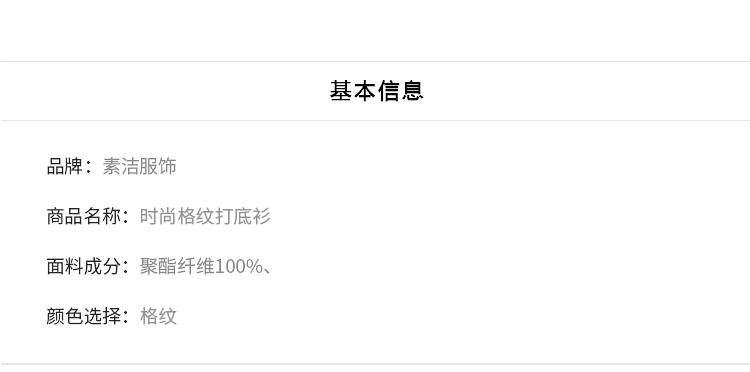 基本信息
品牌：素洁服饰
商品名称：时尚格纹打底衫
面料成分：聚酯纤维100%、
颜色选择：格纹